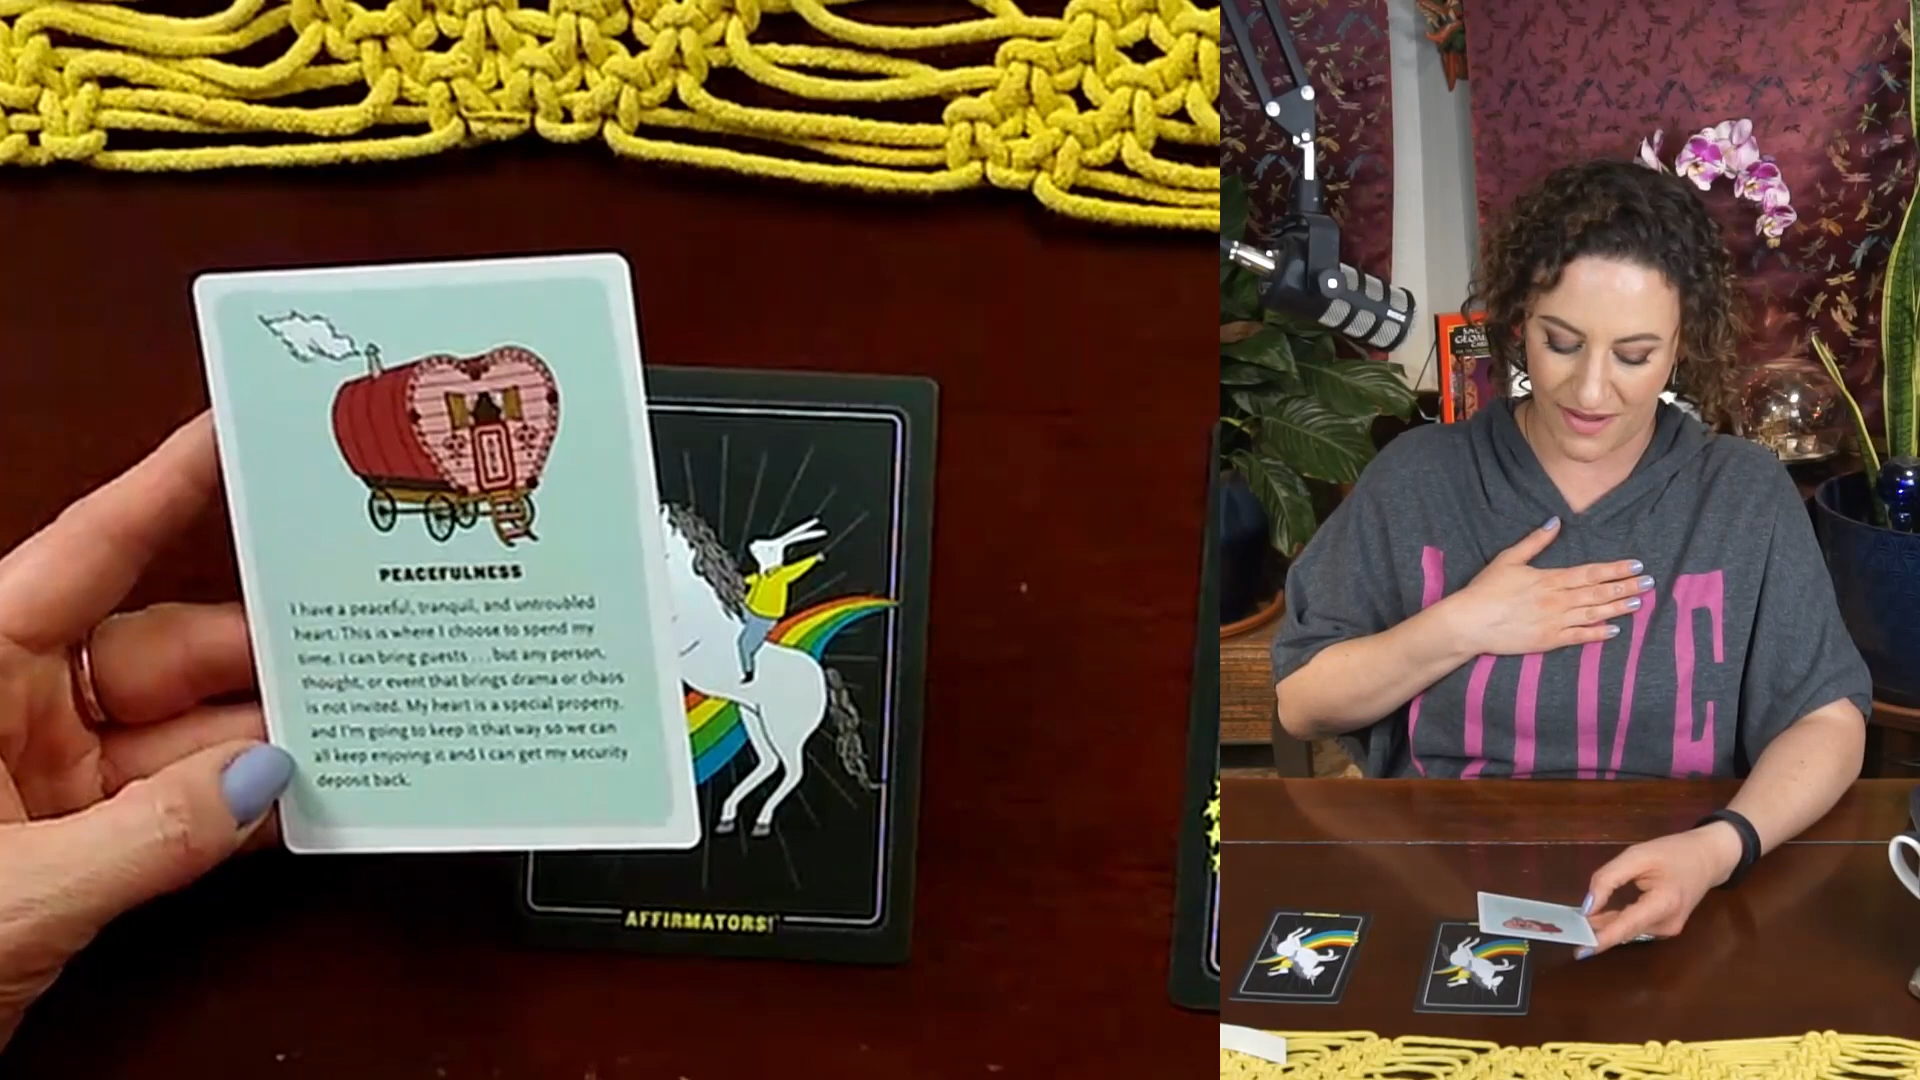 PEACEFULNESS
I have a peaceful, tranquil, and untroubled
heart. This is where I choose to spend my
time. I can bring guests ... but any person,
thought, or event that brings drama or chaos
is not invited. My heart is a special property,
and I'm going to keep it that way so we can
all keep enjoying it and I can get my security
deposit back.
AFFIRMATORS!